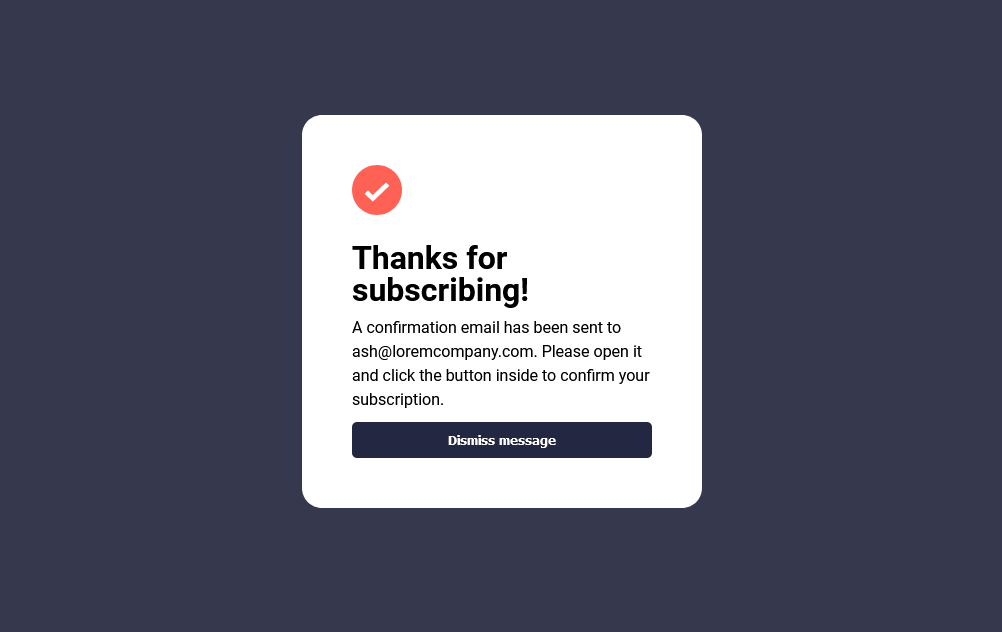 Thanks for
subscribing!
A confirmation email has been sent to
ash@loremcompany.com. Please open it
and click the button inside to confirm your
subscription.
Dismiss message